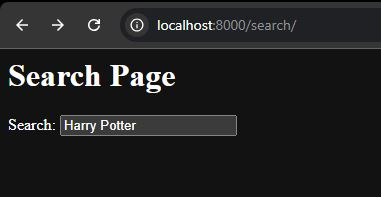 localhost:8000/search/
Search Page
Search: Harry Potter